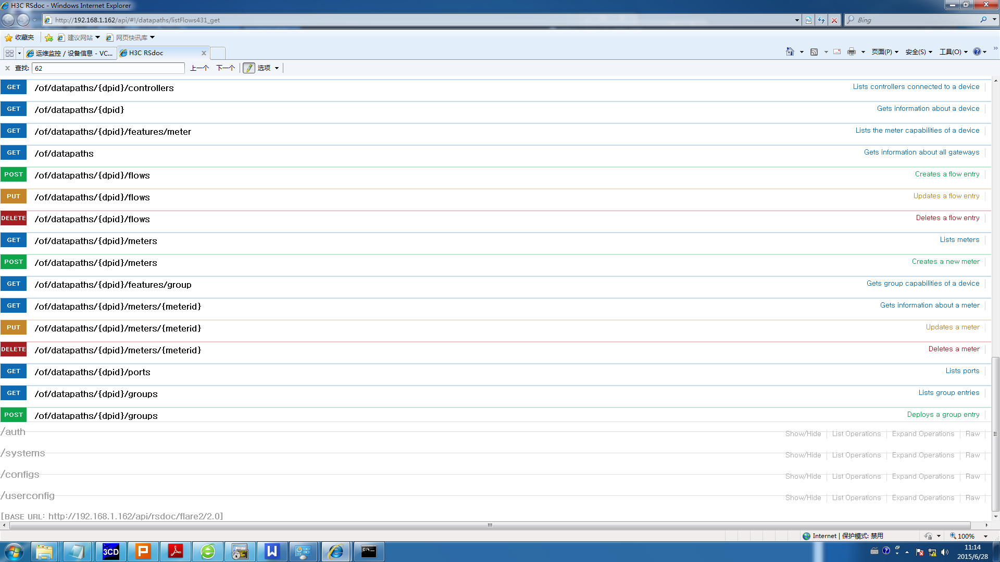 H3C RSdoc - Windows Internet Explorer
http://192.168.1.162/api/#!/datapaths/listFlows431_get
Bing
收藏夹 建议网站 网页快讯库
运维监控 / 设备信息 - VC... H3C RSdoc 页面(P) 安全(S) 工具(O)
查找: 62 上一个 下一个 选项
GET /of/datapaths/{dpid}/controllers Lists controllers connected to a device
GET /of/datapaths/{dpid} Gets information about a device
GET /of/datapaths/{dpid}/features/meter Lists the meter capabilities of a device
GET /of/datapaths Gets information about all gateways
POST /of/datapaths/{dpid}/flows Creates a flow entry
PUT /of/datapaths/{dpid}/flows Updates a flow entry
DELETE /of/datapaths/{dpid}/flows Deletes a flow entry
GET /of/datapaths/{dpid}/meters Lists meters
POST /of/datapaths/{dpid}/meters Creates a new meter
GET /of/datapaths/{dpid}/features/group Gets group capabilities of a device
GET /of/datapaths/{dpid}/meters/{meterid} Gets information about a meter
PUT /of/datapaths/{dpid}/meters/{meterid} Updates a meter
DELETE /of/datapaths/{dpid}/meters/{meterid} Deletes a meter
GET /of/datapaths/{dpid}/ports Lists ports
GET /of/datapaths/{dpid}/groups Lists group entries
POST /of/datapaths/{dpid}/groups Deploys a group entry
/auth Show/Hide List Operations Expand Operations Raw
/systems Show/Hide List Operations Expand Operations Raw
/configs Show/Hide List Operations Expand Operations Raw
/userconfig Show/Hide List Operations Expand Operations Raw
[BASE URL: http://192.168.1.162/api/rsdoc/flare2/2.0]
Internet | 保护模式: 禁用 100%
3CD P W C:\_ 11:14
2015/6/28